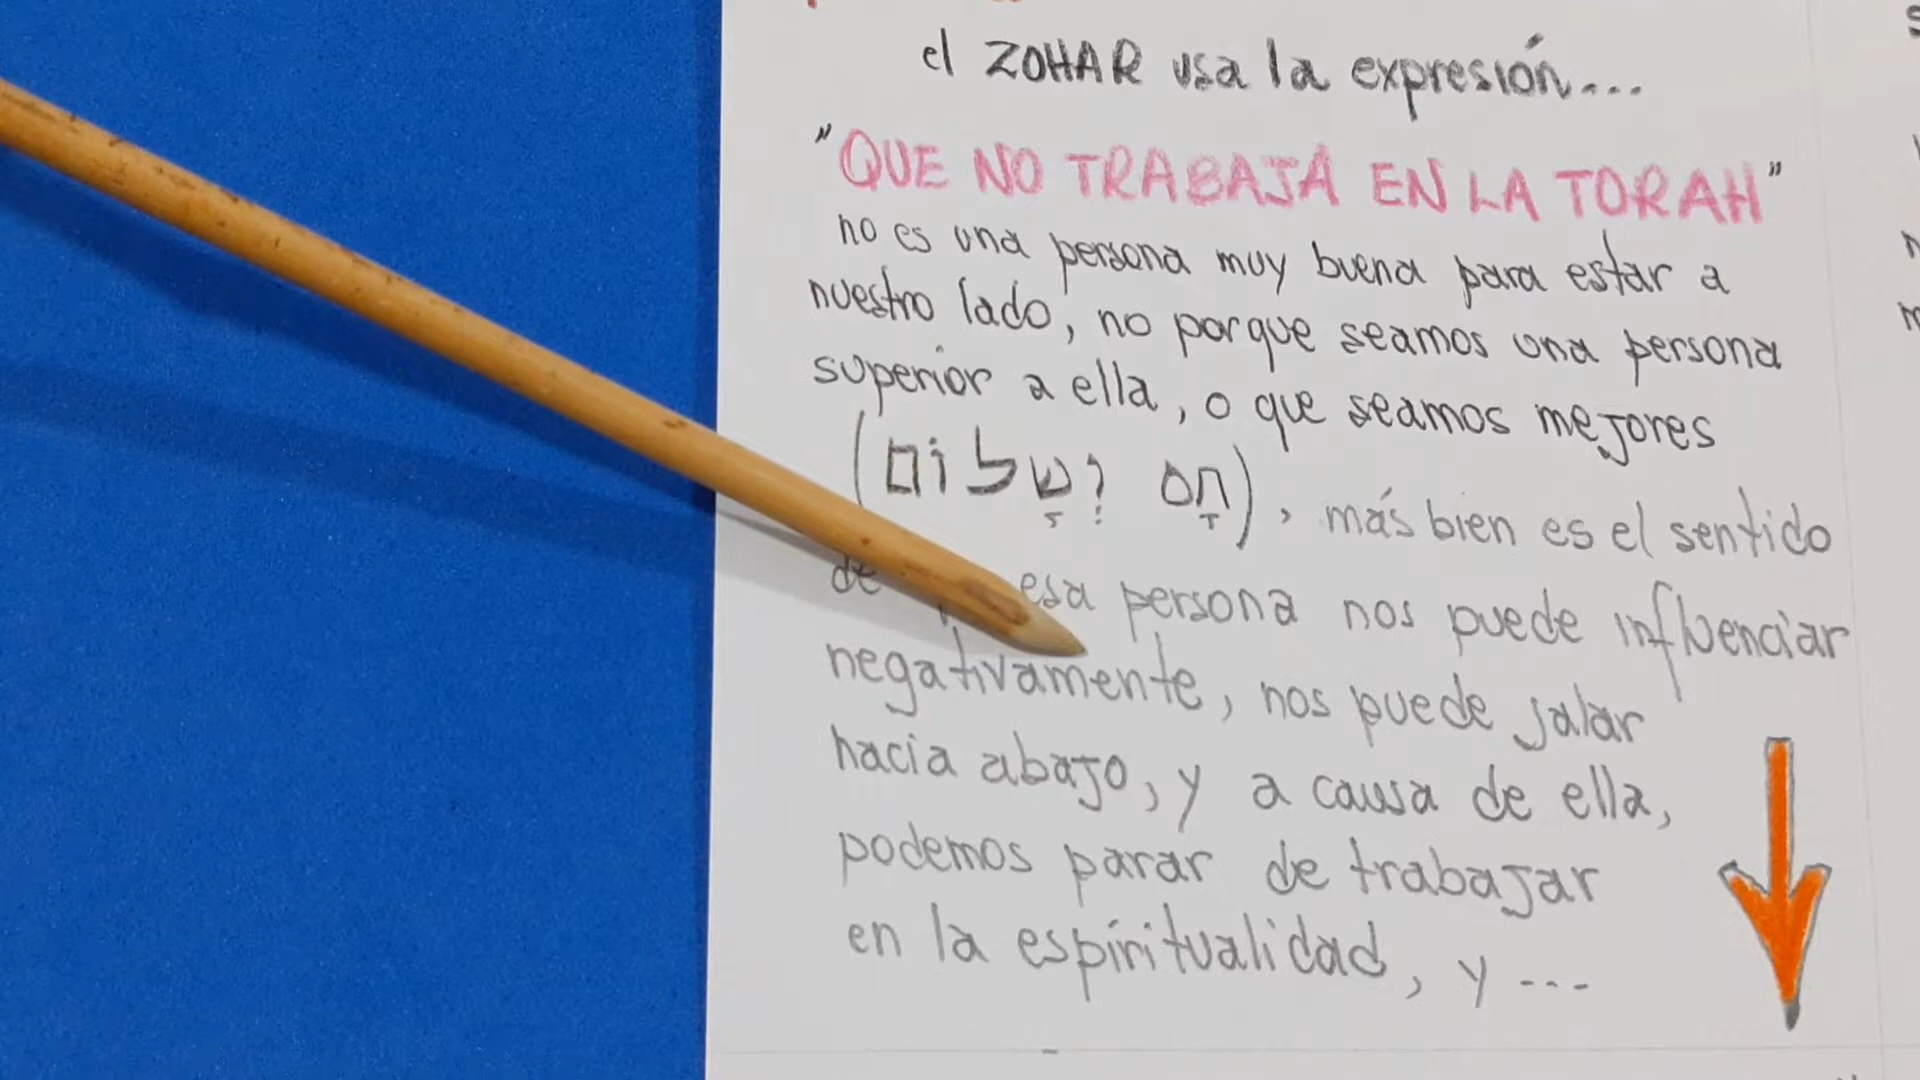 el ZOHAR usa la expresión...
"QUE NO TRABAJA EN LA TORAH"
no es una persona muy buena para estar a
nuestro lado, no porque seamos una persona
superior a ella, o que seamos mejores
(חָס וְשָלוֹם), más bien es el sentido
de esa persona nos puede influenciar
negativamente, nos puede jalar
hacia abajo, y a causa de ella,
podemos parar de trabajar
en la espiritualidad, y ---